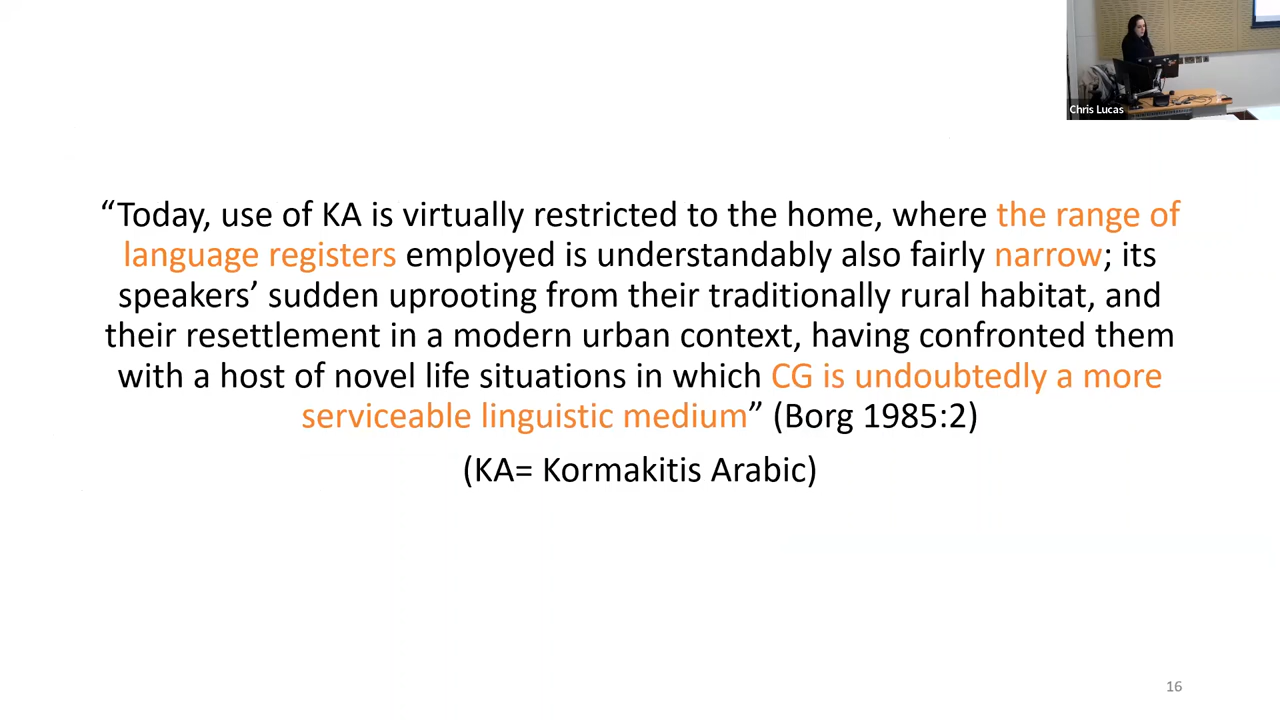 Chris Lucas
“Today, use of KA is virtually restricted to the home, where the range of
language registers employed is understandably also fairly narrow; its
speakers’ sudden uprooting from their traditionally rural habitat, and
their resettlement in a modern urban context, having confronted them
with a host of novel life situations in which CG is undoubtedly a more
serviceable linguistic medium” (Borg 1985:2)
(KA= Kormakitis Arabic)
16